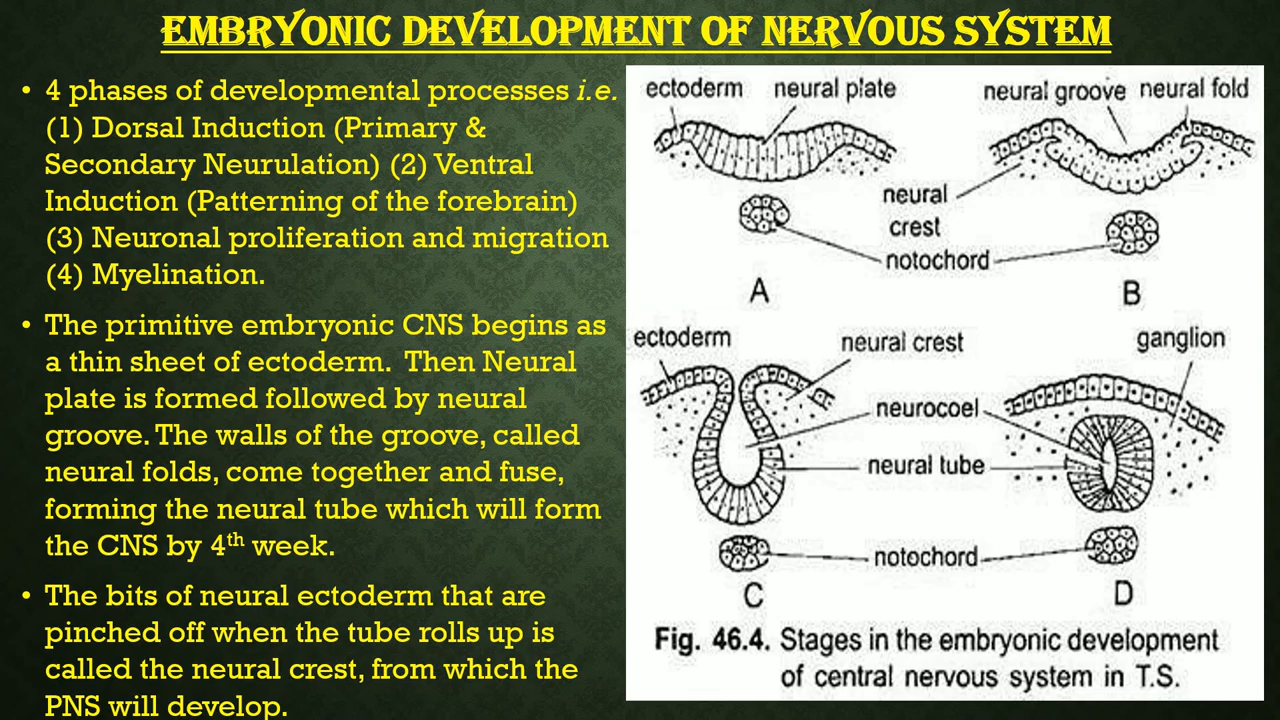 EMBRYONIC DEVELOPMENT OF NERVOUS SYSTEM
• 4 phases of developmental processes i.e.
(1) Dorsal Induction (Primary &
Secondary Neurulation) (2) Ventral
Induction (Patterning of the forebrain)
(3) Neuronal proliferation and migration
(4) Myelination.
• The primitive embryonic CNS begins as
a thin sheet of ectoderm. Then Neural
plate is formed followed by neural
groove. The walls of the groove, called
neural folds, come together and fuse,
forming the neural tube which will form
the CNS by 4th week.
• The bits of neural ectoderm that are
pinched off when the tube rolls up is
called the neural crest, from which the
PNS will develop.
ectoderm neural plate
neural groove neural fold
neural
crest
notochord
A
B
ectoderm
neural crest
ganglion
neurocoel
neural tube
notochord
C
D
Fig. 46.4. Stages in the embryonic development
of central nervous system in T.S.